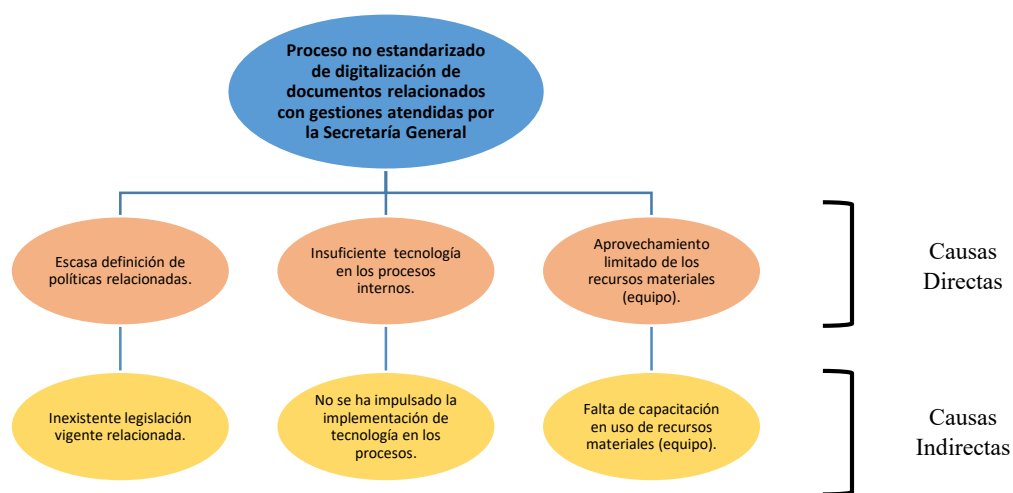 Proceso no estandarizado
de digitalización de
documentos relacionados
con gestiones atendidas por
la Secretaría General
Escasa definición de
políticas relacionadas.
Insuficiente tecnología
en los procesos
internos.
Aprovechamiento
limitado de los
recursos materiales
(equipo).
Causas
Directas
Inexistente legislación
vigente relacionada.
No se ha impulsado la
implementación de
tecnología en los
procesos.
Falta de capacitación
en uso de recursos
materiales (equipo).
Causas
Indirectas